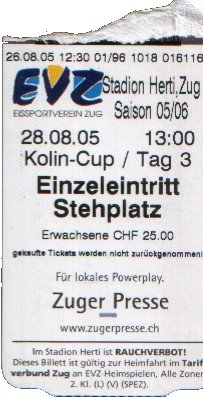 26.08.05 12:30 01/96 1018 016116
EVZ
Stadion Herti,Zug
Saison 05/06
EISSPORTVEREIN ZUG
28.08.05 13:00
Kolin-Cup / Tag 3
Einzeleintritt
Stehplatz
Erwachsene CHF 25.00
gekaufte Tickets werden nicht zurückgenommen!
Für lokales Powerplay.
Zuger Presse
www.zugerpresse.ch
Im Stadion Herti ist RAUCHVERBOT!
Dieses Billett ist gültig zur Heimfahrt im Tarif
verbund Zug an EVZ Heimspielen, Alle Zonen
2. Kl. (L) (V) (SPEZ).